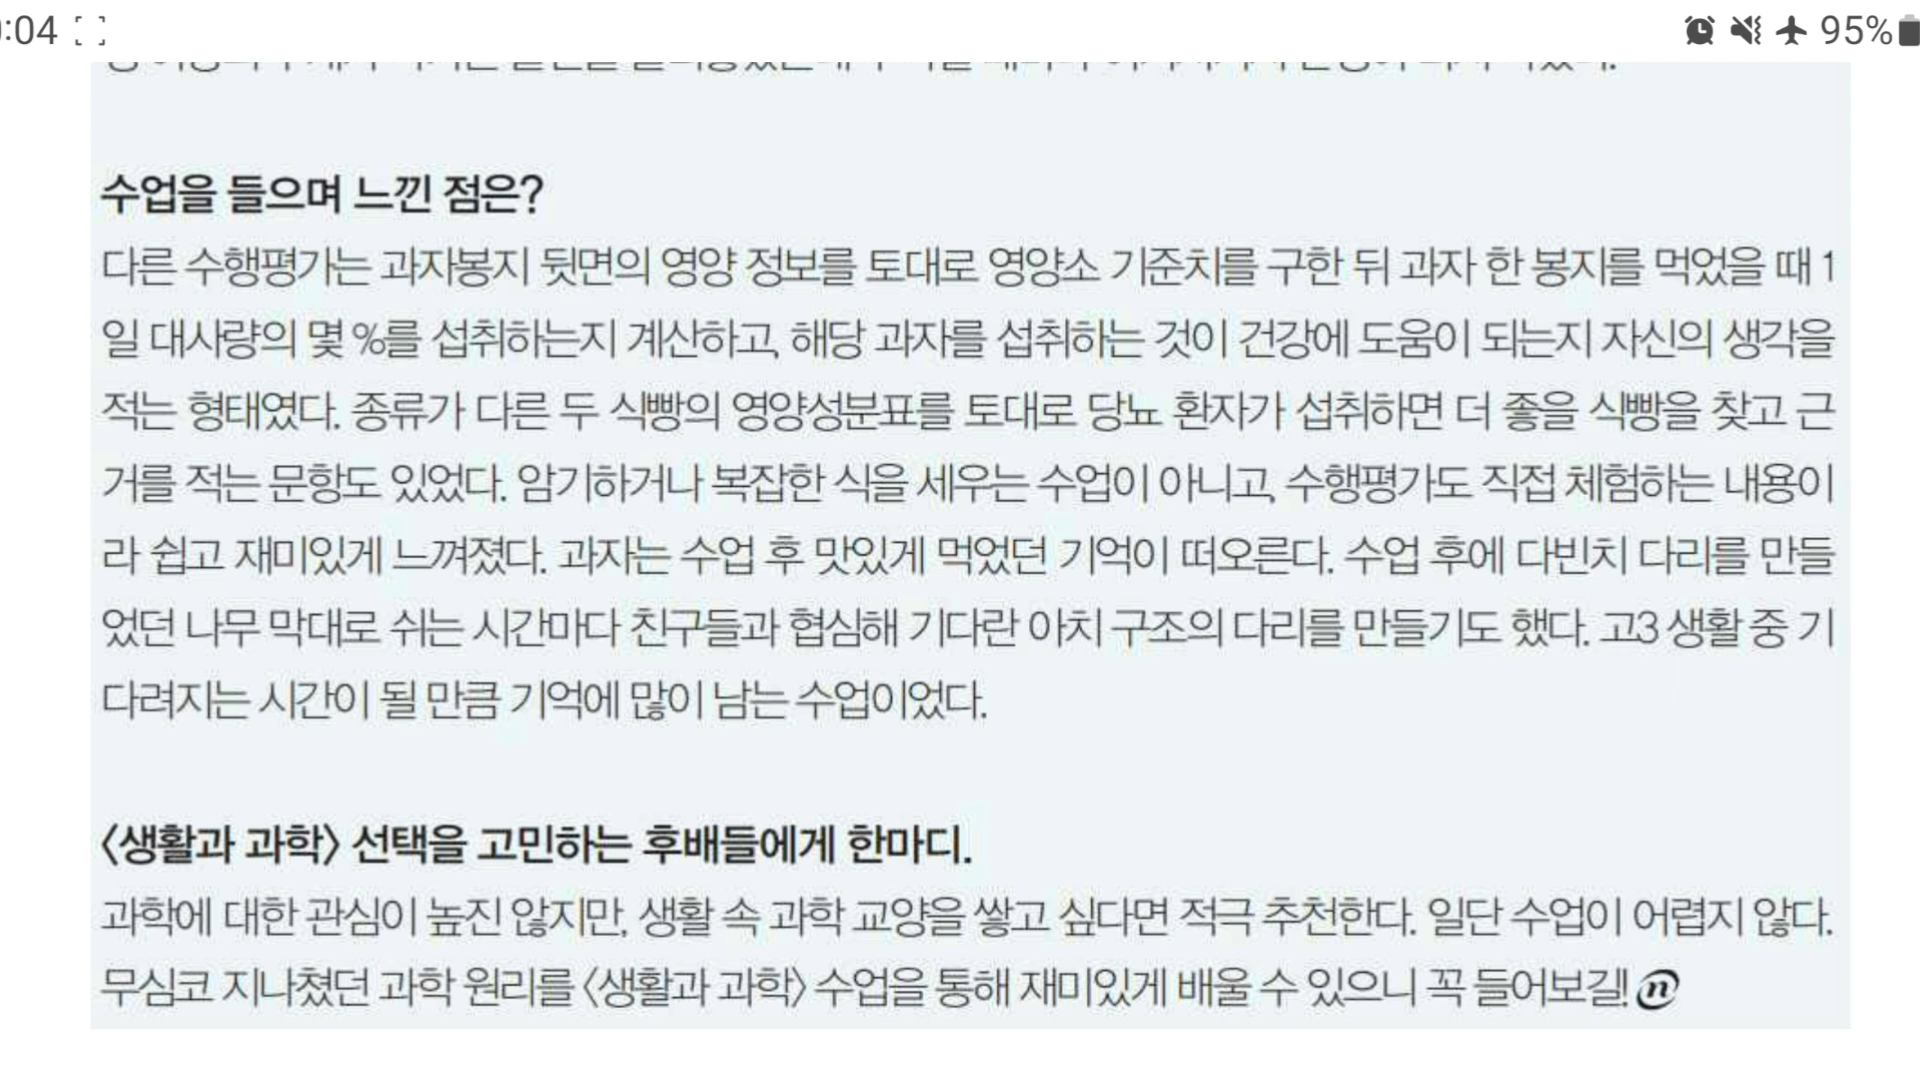 :04
95%
수업을 들으며 느낀 점은?
다른 수행평가는 과자봉지 뒷면의 영양 정보를 토대로 영양소 기준치를 구한 뒤 과자 한 봉지를 먹었을 때 1
일 대사량의 몇 %를 섭취하는지 계산하고, 해당 과자를 섭취하는 것이 건강에 도움이 되는지 자신의 생각을
적는 형태였다. 종류가 다른 두 식빵의 영양성분표를 토대로 당뇨 환자가 섭취하면 더 좋을 식빵을 찾고 근
거를 적는 문항도 있었다. 암기하거나 복잡한 식을 세우는 수업이 아니고, 수행평가도 직접 체험하는 내용이
라 쉽고 재미있게 느껴졌다. 과자는 수업 후 맛있게 먹었던 기억이 떠오른다. 수업 후에 다빈치 다리를 만들
었던 나무 막대로 쉬는 시간마다 친구들과 협심해 기다란 아치 구조의 다리를 만들기도 했다. 고3 생활 중 기
다려지는 시간이 될 만큼 기억에 많이 남는 수업이었다.
〈생활과 과학〉 선택을 고민하는 후배들에게 한마디.
과학에 대한 관심이 높진 않지만, 생활 속 과학 교양을 쌓고 싶다면 적극 추천한다. 일단 수업이 어렵지 않다.
무심코 지나쳤던 과학 원리를 〈생활과 과학〉 수업을 통해 재미있게 배울 수 있으니 꼭 들어보길! n